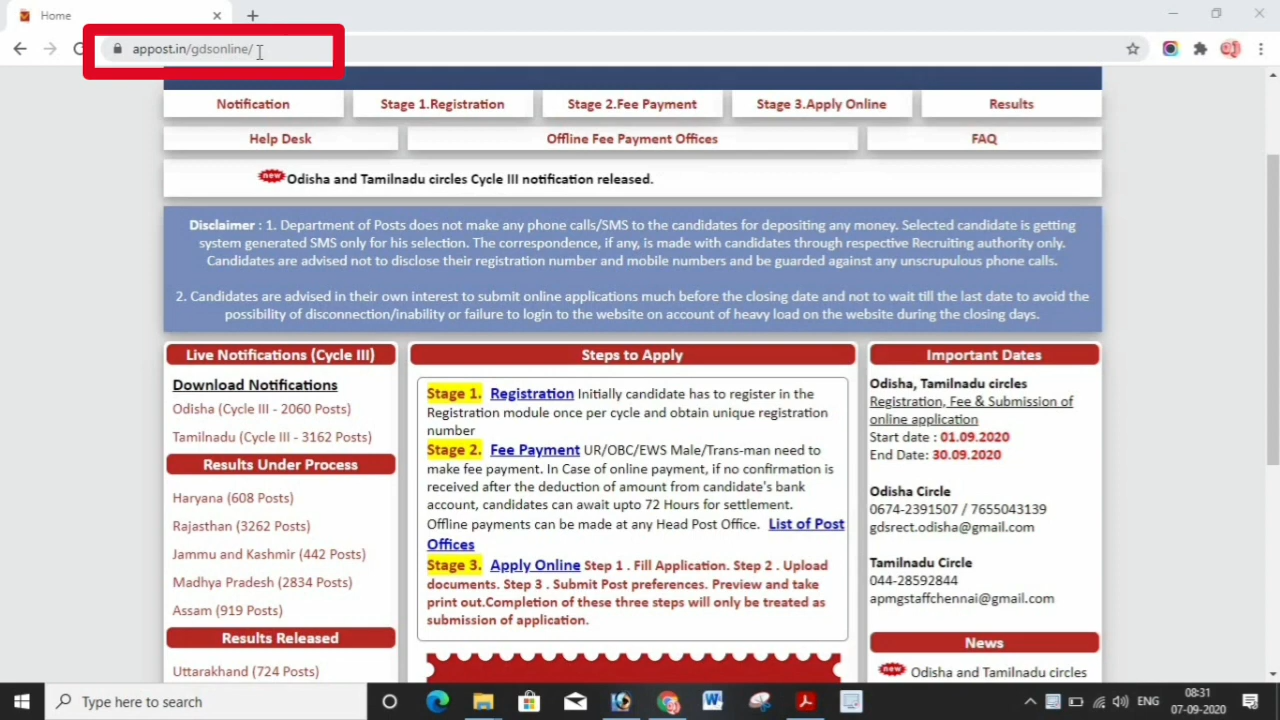 Home
appost.in/gdsonline/
Notification
Stage 1.Registration
Stage 2.Fee Payment
Stage 3.Apply Online
Results
Help Desk
Offline Fee Payment Offices
FAQ
new Odisha and Tamilnadu circles Cycle III notification released.
Disclaimer : 1. Department of Posts does not make any phone calls/SMS to the candidates for depositing any money. Selected candidate is getting
system generated SMS only for his selection. The correspondence, if any, is made with candidates through respective Recruiting authority only.
Candidates are advised not to disclose their registration number and mobile numbers and be guarded against any unscrupulous phone calls.
2. Candidates are advised in their own interest to submit online applications much before the closing date and not to wait till the last date to avoid the
possibility of disconnection/inability or failure to login to the website on account of heavy load on the website during the closing days.
Live Notifications (Cycle III)
Download Notifications
Odisha (Cycle III - 2060 Posts)
Tamilnadu (Cycle III - 3162 Posts)
Results Under Process
Haryana (608 Posts)
Rajasthan (3262 Posts)
Jammu and Kashmir (442 Posts)
Madhya Pradesh (2834 Posts)
Assam (919 Posts)
Results Released
Uttarakhand (724 Posts)
Steps to Apply
Stage 1. Registration Initially candidate has to register in the
Registration module once per cycle and obtain unique registration
number
Stage 2. Fee Payment UR/OBC/EWS Male/Trans-man need to
make fee payment. In Case of online payment, if no confirmation is
received after the deduction of amount from candidate's bank
account, candidates can await upto 72 Hours for settlement.
Offline payments can be made at any Head Post Office. List of Post
Offices
Stage 3. Apply Online Step 1 . Fill Application. Step 2 . Upload
documents. Step 3 . Submit Post preferences. Preview and take
print out.Completion of these three steps will only be treated as
submission of application.
Important Dates
Odisha, Tamilnadu circles
Registration, Fee & Submission of
online application
Start date : 01.09.2020
End Date: 30.09.2020
Odisha Circle
0674-2391507 / 7655043139
gdsrect.odisha@gmail.com
Tamilnadu Circle
044-28592844
apmgstaffchennai@gmail.com
News
new Odisha and Tamilnadu circles
Type here to search
ENG
08:31
07-09-2020